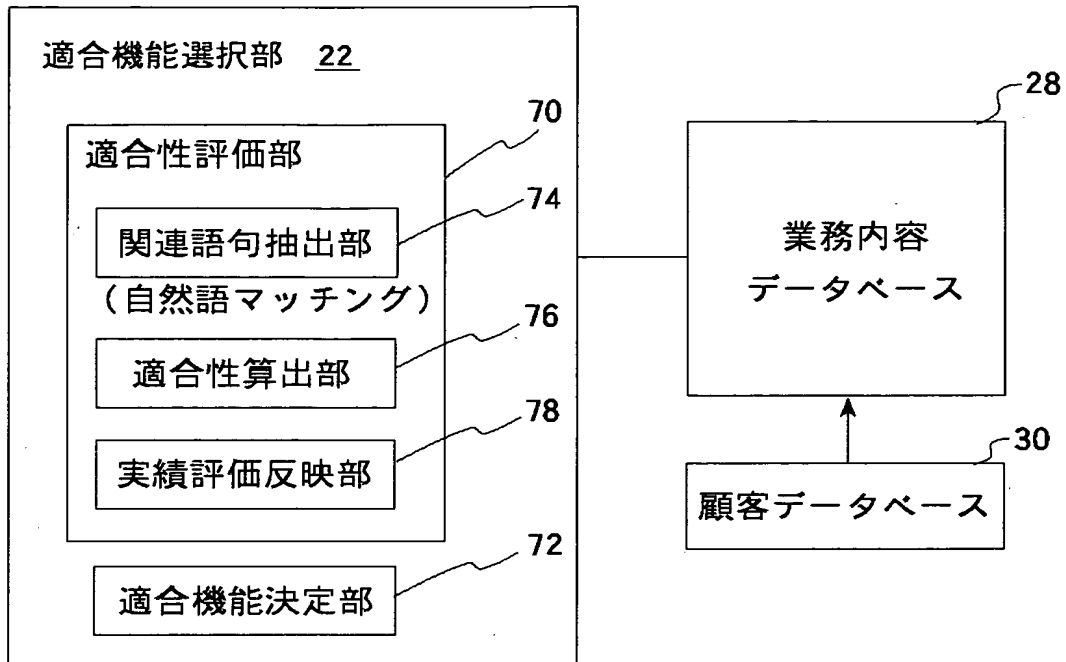 適合機能選択部 22
70
適合性評価部
74
関連語句抽出部
（自然語マッチング）
76
適合性算出部
78
実績評価反映部
72
適合機能決定部
28
業務内容
データベース
30
顧客データベース